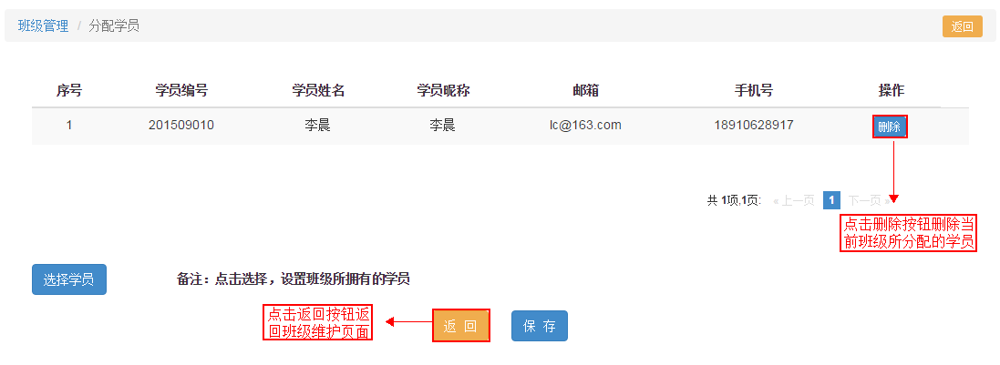 班级管理 / 分配学员 返回
序号 学员编号 学员姓名 学员昵称 邮箱 手机号 操作
1 201509010 李晨 李晨 lc@163.com 18910628917 删除
共 1项,1页: « 上一页 1 下一页 »
点击删除按钮删除当
前班级所分配的学员
选择学员 备注：点击选择，设置班级所拥有的学员
点击返回按钮返
回班级维护页面
返 回 保 存